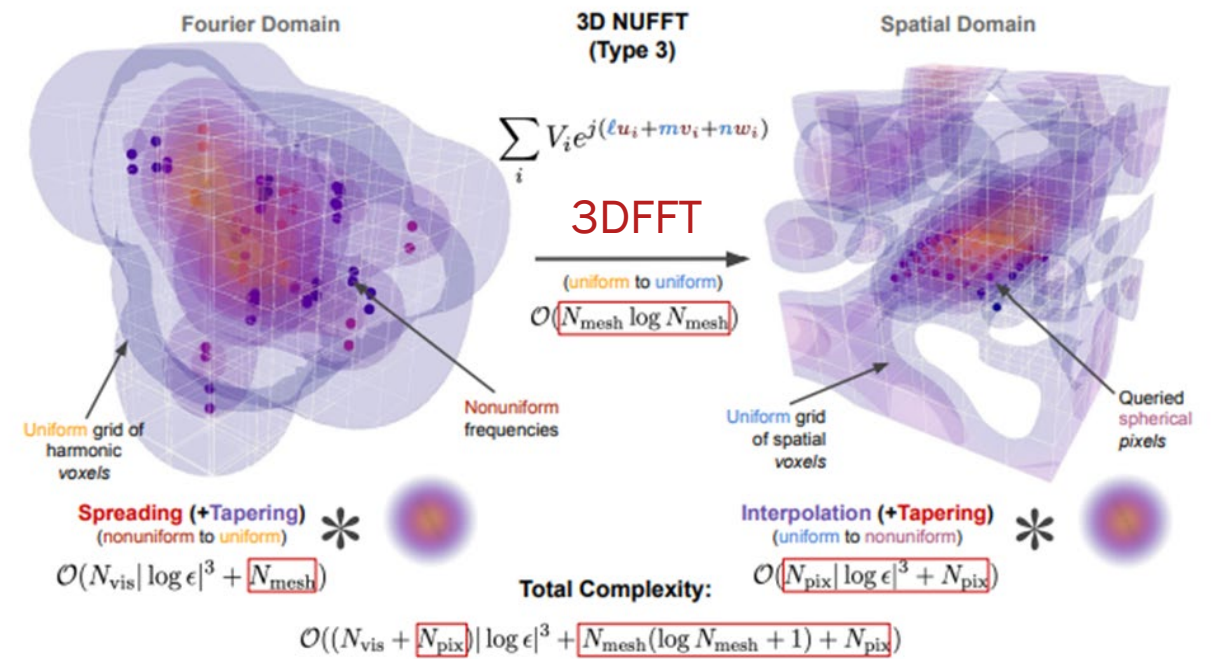 Fourier Domain
3D NUFFT
(Type 3)
Spatial Domain
∑ᵢ Vᵢe^{j(ℓuᵢ+mvᵢ+nwᵢ)}
3DFFT
(uniform to uniform)
𝒪(N_mesh log N_mesh)
Uniform grid of
harmonic
voxels
Nonuniform
frequencies
Uniform grid
of spatial
voxels
Queried
spherical
pixels
Spreading (+Tapering)
(nonuniform to uniform)
𝒪(N_vis| log ϵ|³ + N_mesh)
Interpolation (+Tapering)
(uniform to nonuniform)
𝒪(N_pix| log ϵ|³ + N_pix)
Total Complexity:
𝒪((N_vis + N_pix)| log ϵ|³ + N_mesh(log N_mesh + 1) + N_pix)